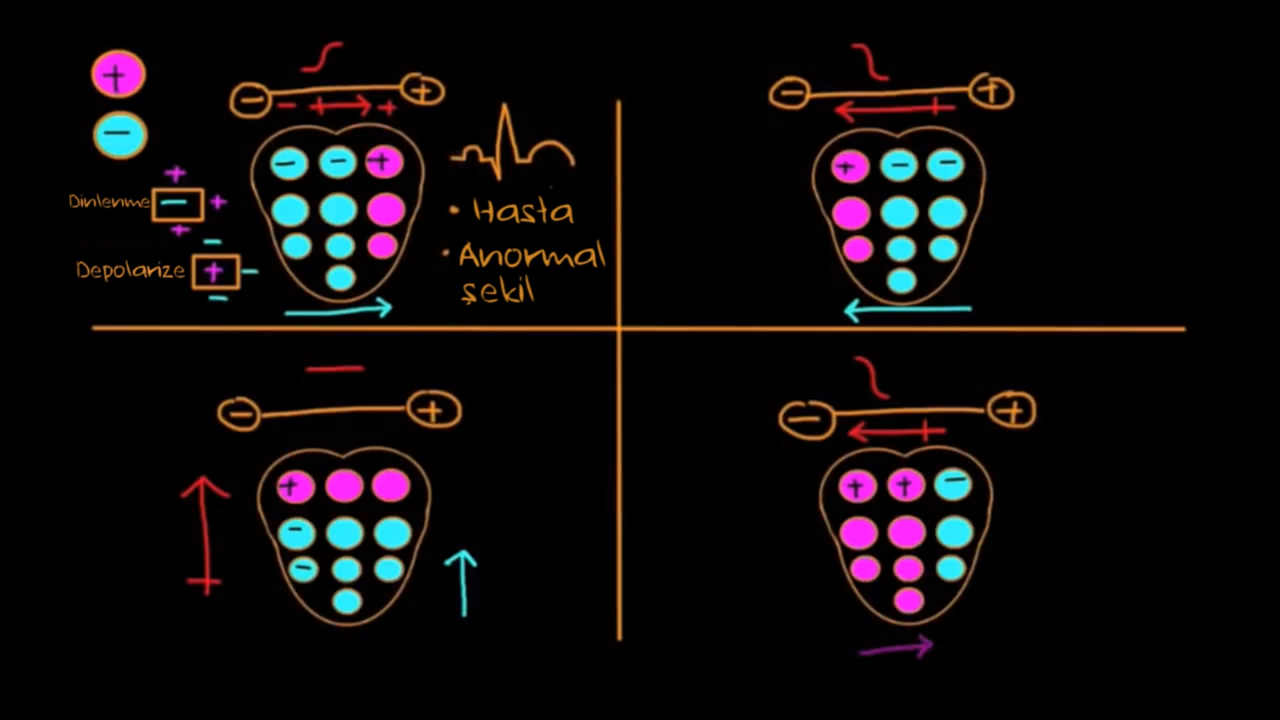 Dinlenme
Depolarize
• Hasta
• Anormal
şekil